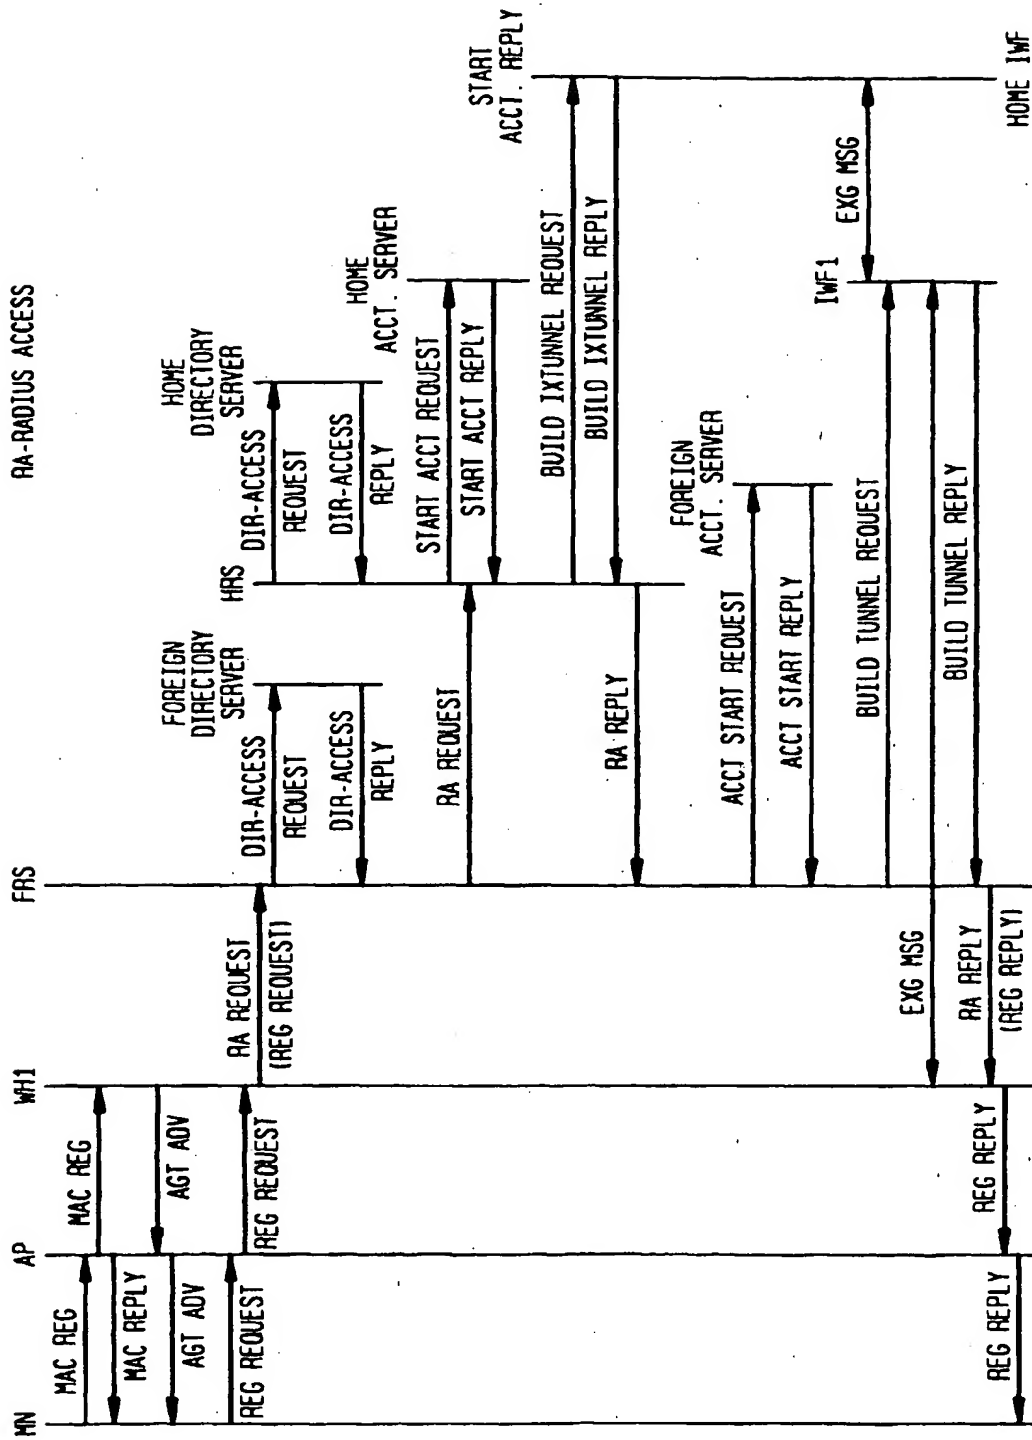 RA-RADIUS ACCESS
MN
AP
WH1
FRS
FOREIGN
DIRECTORY
SERVER
HRS
HOME
DIRECTORY
SERVER
HOME
ACCT. SERVER
START
ACCT. REPLY
MAC REG
MAC REG
MAC REPLY
AGT ADV
AGT ADV
REG REQUEST
REG REQUEST
RA REQUEST
(REG REQUEST)
DIR-ACCESS
REQUEST
DIR-ACCESS
REPLY
DIR-ACCESS
REQUEST
DIR-ACCESS
REPLY
RA REQUEST
START ACCT REQUEST
START ACCT REPLY
BUILD IXTUNNEL REQUEST
BUILD IXTUNNEL REPLY
RA REPLY
FOREIGN
ACCT. SERVER
ACCT START REQUEST
ACCT START REPLY
IWF1
BUILD TUNNEL REQUEST
EXG MSG
EXG MSG
BUILD TUNNEL REPLY
RA REPLY
(REG REPLY)
REG REPLY
REG REPLY
HOME IWF